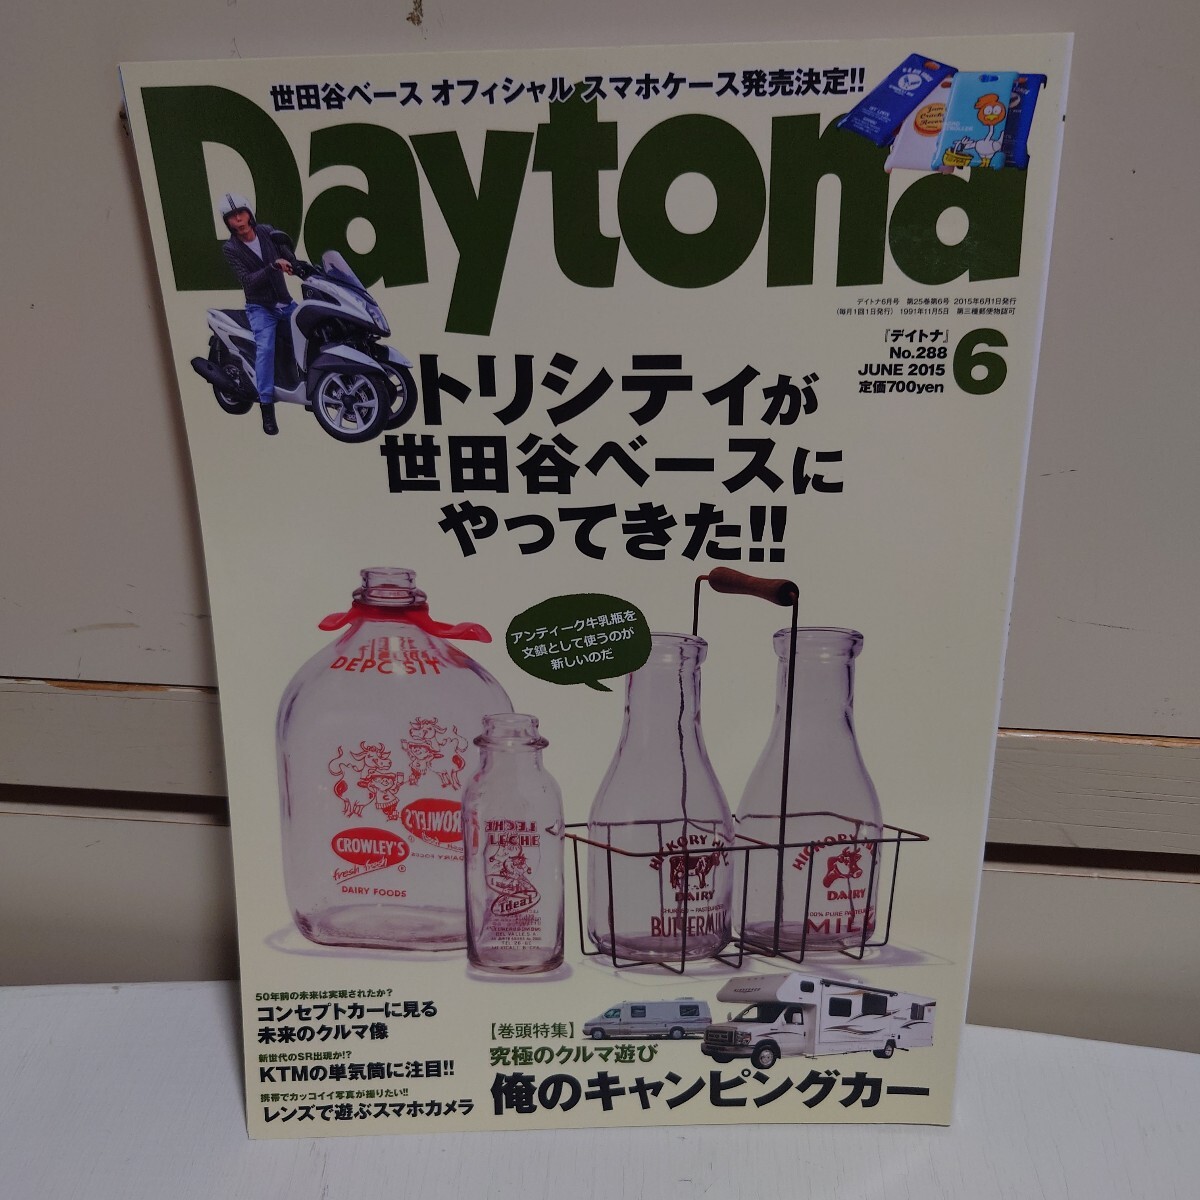 世田谷ベース オフィシャル スマホケース発売決定!!
Daytona
デイトナ6月号 第25巻第6号 2015年6月1日発行
(毎月1回1日発行) 1991年11月5日 第三種郵便物認可
『デイトナ』
No.288
JUNE 2015
定価700yen
6
トリシティが
世田谷ベースに
やってきた!!
アンティーク牛乳瓶を
文鎮として使うのが
新しいのだ
DEPOSIT
CROWLEY'S
fresh foods
DAIRY FOODS
LECHE
Ideal
HICKORY HILL
DAIRY
BUTTERMILK
HICKORY HILL
DAIRY
100% PURE PASTEUR
MILK
50年前の未来は実現されたか?
コンセプトカーに見る
未来のクルマ像
新世代のSR出現か!?
KTMの単気筒に注目!!
携帯でカッコイイ写真が撮りたい!!
レンズで遊ぶスマホカメラ
【巻頭特集】
究極のクルマ遊び
俺のキャンピングカー